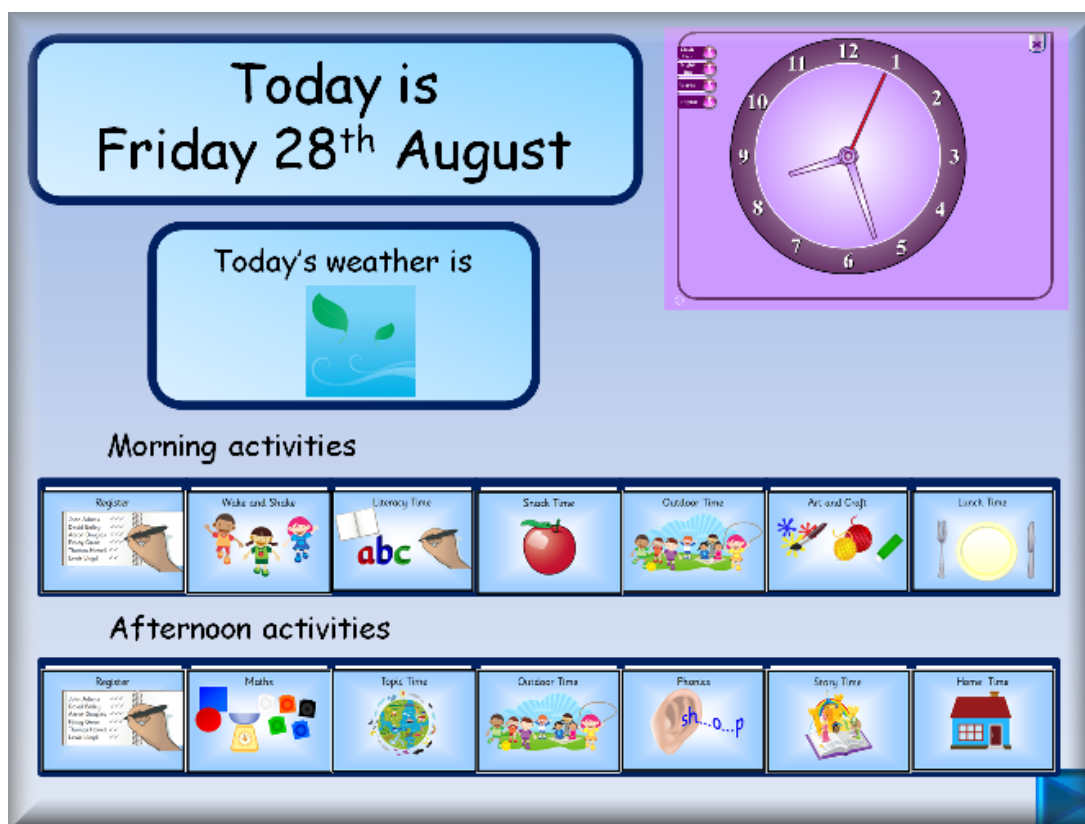 Today is
Friday 28th August
12
1
2
3
4
5
6
7
8
9
10
11
Today's weather is
Morning activities
Register
Wake and Shake
Literacy Time
Snack Time
Outdoor Time
Art and Craft
Lunch Time
abc
Afternoon activities
Register
Maths
Topic Time
Outdoor Time
Phonics
Story Time
Home Time
sh...o...p